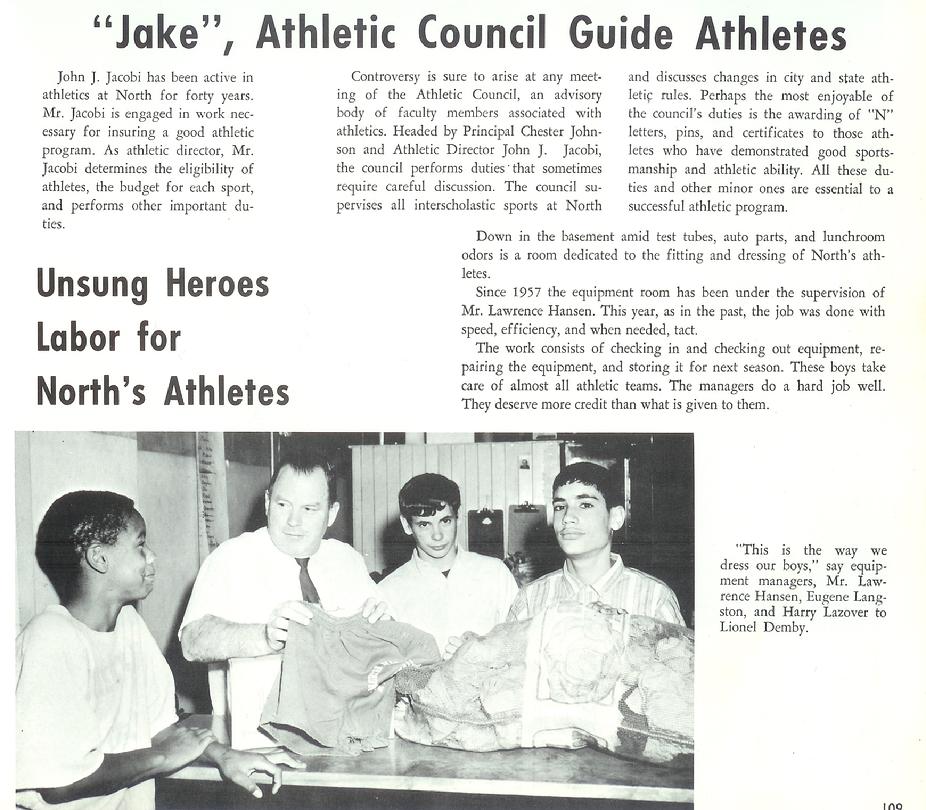 “Jake”, Athletic Council Guide Athletes
John J. Jacobi has been active in
athletics at North for forty years.
Mr. Jacobi is engaged in work nec-
essary for insuring a good athletic
program. As athletic director, Mr.
Jacobi determines the eligibility of
athletes, the budget for each sport,
and performs other important du-
ties.
Controversy is sure to arise at any meet-
ing of the Athletic Council, an advisory
body of faculty members associated with
athletics. Headed by Principal Chester John-
son and Athletic Director John J. Jacobi,
the council performs duties that sometimes
require careful discussion. The council su-
pervises all interscholastic sports at North
and discusses changes in city and state ath-
letic rules. Perhaps the most enjoyable of
the council's duties is the awarding of "N"
letters, pins, and certificates to those ath-
letes who have demonstrated good sports-
manship and athletic ability. All these du-
ties and other minor ones are essential to a
successful athletic program.
Unsung Heroes
Labor for
North's Athletes
Down in the basement amid test tubes, auto parts, and lunchroom
odors is a room dedicated to the fitting and dressing of North's ath-
letes.
Since 1957 the equipment room has been under the supervision of
Mr. Lawrence Hansen. This year, as in the past, the job was done with
speed, efficiency, and when needed, tact.
The work consists of checking in and checking out equipment, re-
pairing the equipment, and storing it for next season. These boys take
care of almost all athletic teams. The managers do a hard job well.
They deserve more credit than what is given to them.
"This is the way we
dress our boys," say equip-
ment managers, Mr. Law-
rence Hansen, Eugene Lang-
ston, and Harry Lazover to
Lionel Demby.
109